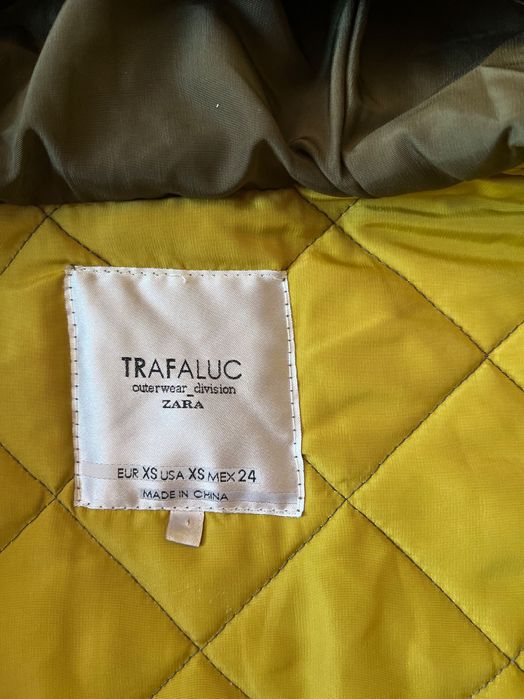 TRAFALUC
outerwear_division
ZARA
EUR XS USA XS MEX 24
MADE IN CHINA